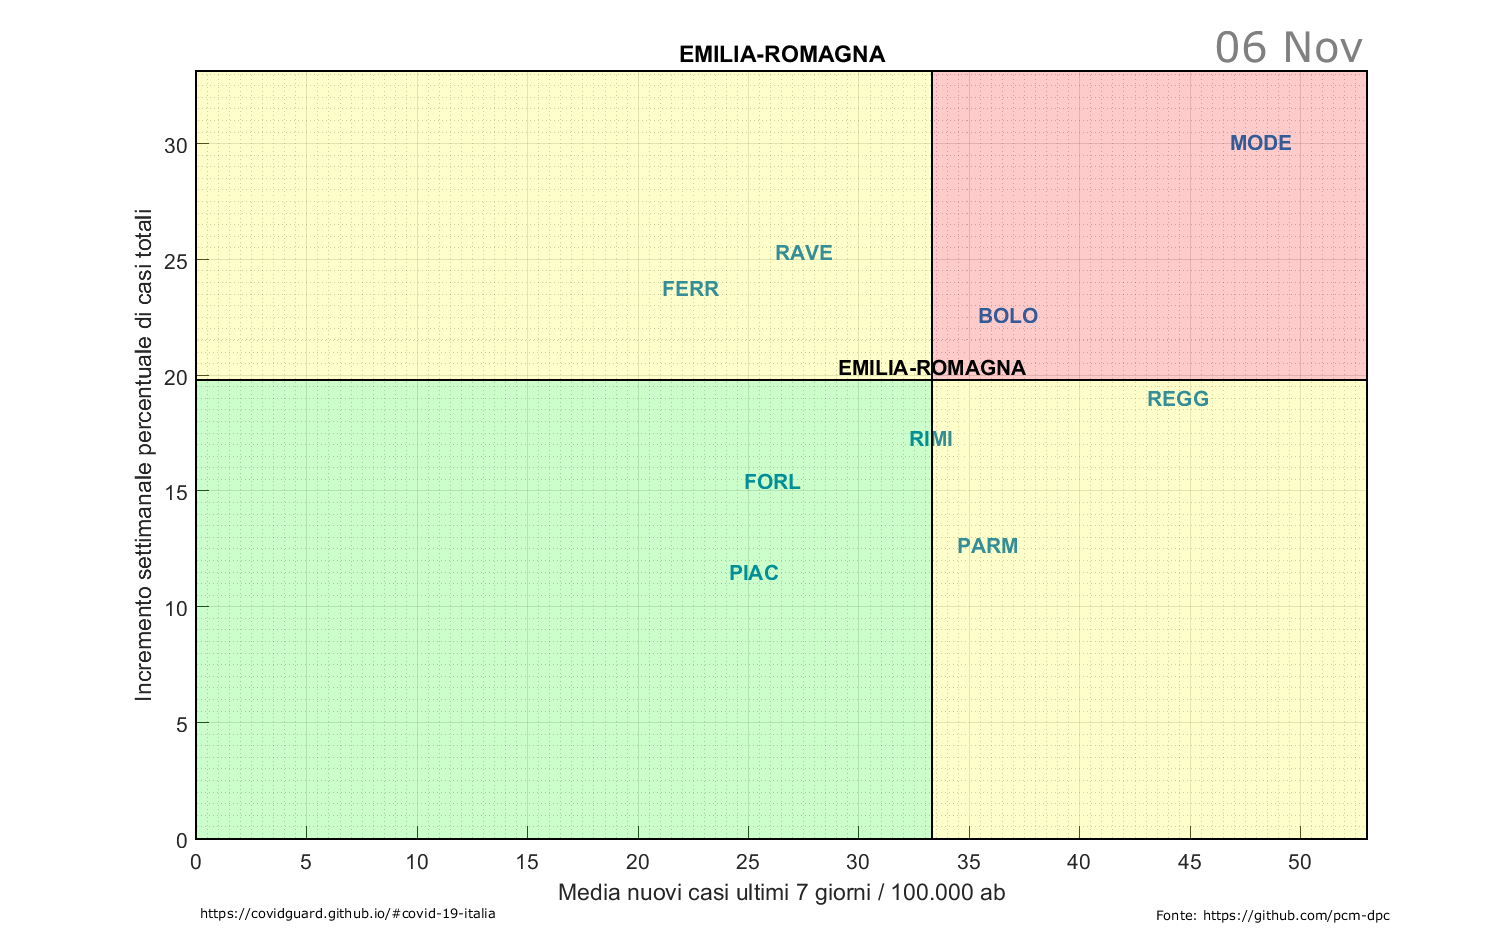 EMILIA-ROMAGNA
06 Nov
Incremento settimanale percentuale di casi totali
30
25
20
15
10
5
0
MODE
RAVE
FERR
BOLO
EMILIA-ROMAGNA
REGG
RIMI
FORL
PARM
PIAC
0 5 10 15 20 25 30 35 40 45 50
Media nuovi casi ultimi 7 giorni / 100.000 ab
https://covidguard.github.io/#covid-19-italia
Fonte: https://github.com/pcm-dpc